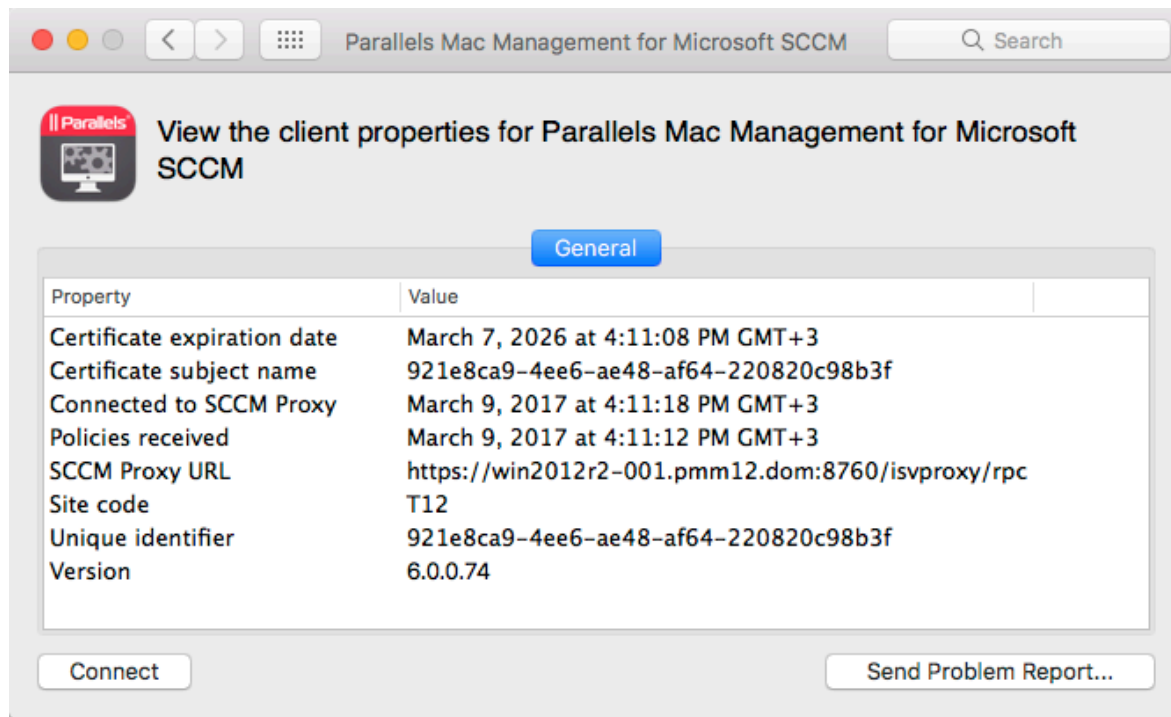 Parallels Mac Management for Microsoft SCCM
Search
|| Parallels®
View the client properties for Parallels Mac Management for Microsoft
SCCM
General
Property Value
Certificate expiration date March 7, 2026 at 4:11:08 PM GMT+3
Certificate subject name 921e8ca9-4ee6-ae48-af64-220820c98b3f
Connected to SCCM Proxy March 9, 2017 at 4:11:18 PM GMT+3
Policies received March 9, 2017 at 4:11:12 PM GMT+3
SCCM Proxy URL https://win2012r2-001.pmm12.dom:8760/isvproxy/rpc
Site code T12
Unique identifier 921e8ca9-4ee6-ae48-af64-220820c98b3f
Version 6.0.0.74
Connect
Send Problem Report...